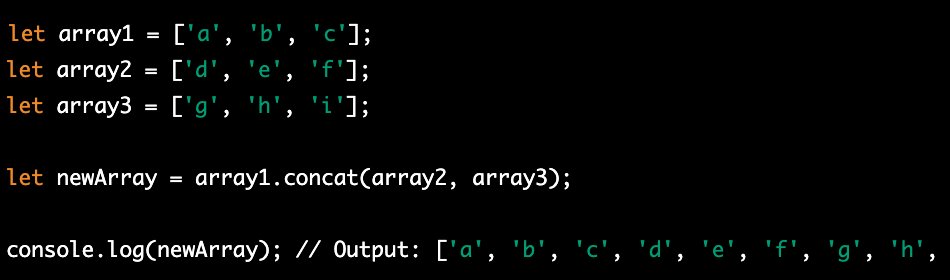 let array1 = ['a', 'b', 'c'];
let array2 = ['d', 'e', 'f'];
let array3 = ['g', 'h', 'i'];
let newArray = array1.concat(array2, array3);
console.log(newArray); // Output: ['a', 'b', 'c', 'd', 'e', 'f', 'g', 'h',